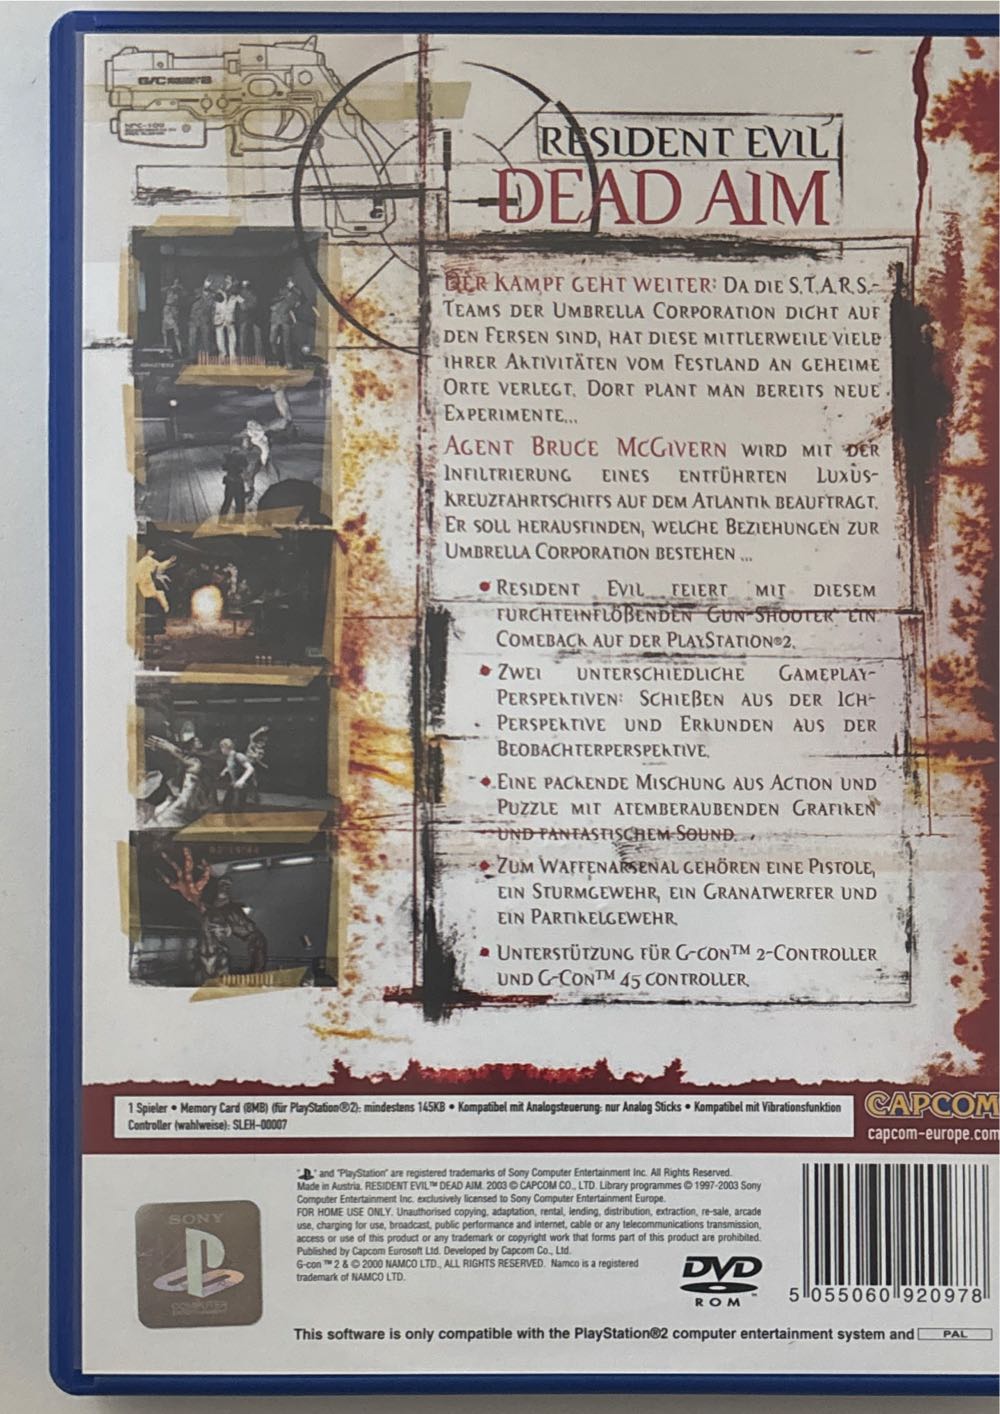 G/C
NPC-106
RESIDENT EVIL
DEAD AIM
DER KAMPF GEHT WEITER: DA DIE S.T.A.R.S.-
TEAMS DER UMBRELLA CORPORATION DICHT AUF
DEN FERSEN SIND, HAT DIESE MITTLERWEILE VIELE
IHRER AKTIVITÄTEN VOM FESTLAND AN GEHEIME
ORTE VERLEGT. DORT PLANT MAN BEREITS NEUE
EXPERIMENTE...
AGENT BRUCE MCGIVERN WIRD MIT DER
INFILTRIERUNG EINES ENTFÜHRTEN LUXUS-
KREUZFAHRTSCHIFFS AUF DEM ATLANTIK BEAUFTRAGT.
ER SOLL HERAUSFINDEN, WELCHE BEZIEHUNGEN ZUR
UMBRELLA CORPORATION BESTEHEN ...
• RESIDENT EVIL FEIERT MIT DIESEM
FURCHTEINFLÖßENDEN GUN-SHOOTER EIN
COMEBACK AUF DER PLAYSTATION®2.
• ZWEI UNTERSCHIEDLICHE GAMEPLAY-
PERSPEKTIVEN: SCHIEßEN AUS DER ICH-
PERSPEKTIVE UND ERKUNDEN AUS DER
BEOBACHTERPERSPEKTIVE.
• EINE PACKENDE MISCHUNG AUS ACTION UND
PUZZLE MIT ATEMBERAUBENDEN GRAFIKEN
UND FANTASTISCHEM SOUND.
• ZUM WAFFENARSENAL GEHÖREN EINE PISTOLE,
EIN STURMGEWEHR, EIN GRANATWERFER UND
EIN PARTIKELGEWEHR.
• UNTERSTÜTZUNG FÜR G-CON™ 2-CONTROLLER
UND G-CON™ 45 CONTROLLER.
1 Spieler • Memory Card (8MB) (für PlayStation®2): mindestens 145KB • Kompatibel mit Analogsteuerung: nur Analog Sticks • Kompatibel mit Vibrationsfunktion
Controller (wahlweise): SLEH-00007
CAPCOM
capcom-europe.com
" " and "PlayStation" are registered trademarks of Sony Computer Entertainment Inc. All Rights Reserved.
Made in Austria. RESIDENT EVIL™ DEAD AIM. 2003 © CAPCOM CO., LTD. Library programmes © 1997-2003 Sony
Computer Entertainment Inc. exclusively licensed to Sony Computer Entertainment Europe.
FOR HOME USE ONLY. Unauthorised copying, adaptation, rental, lending, distribution, extraction, re-sale, arcade
use, charging for use, broadcast, public performance and internet, cable or any telecommunications transmission,
access or use of this product or any trademark or copyright work that forms part of this product are prohibited.
Published by Capcom Eurosoft Ltd. Developed by Capcom Co., Ltd.
G-con ™ 2 & © 2000 NAMCO LTD., ALL RIGHTS RESERVED. Namco is a registered
trademark of NAMCO LTD.
SONY
COMPUTER
DVD
ROM
5 055060 920978
This software is only compatible with the PlayStation®2 computer entertainment system and PAL